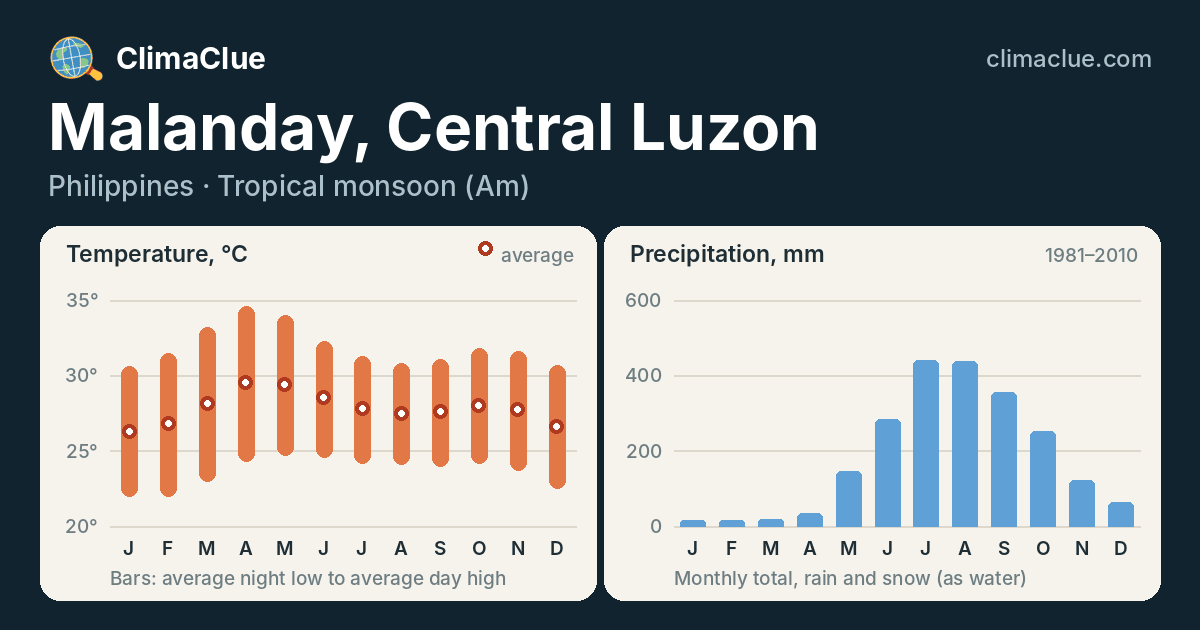 ClimaClue
climaclue.com
Malanday, Central Luzon
Philippines · Tropical monsoon (Am)
Temperature, °C
average
35°
30°
25°
20°
J F M A M J J A S O N D
Bars: average night low to average day high
Precipitation, mm
1981–2010
600
400
200
0
J F M A M J J A S O N D
Monthly total, rain and snow (as water)